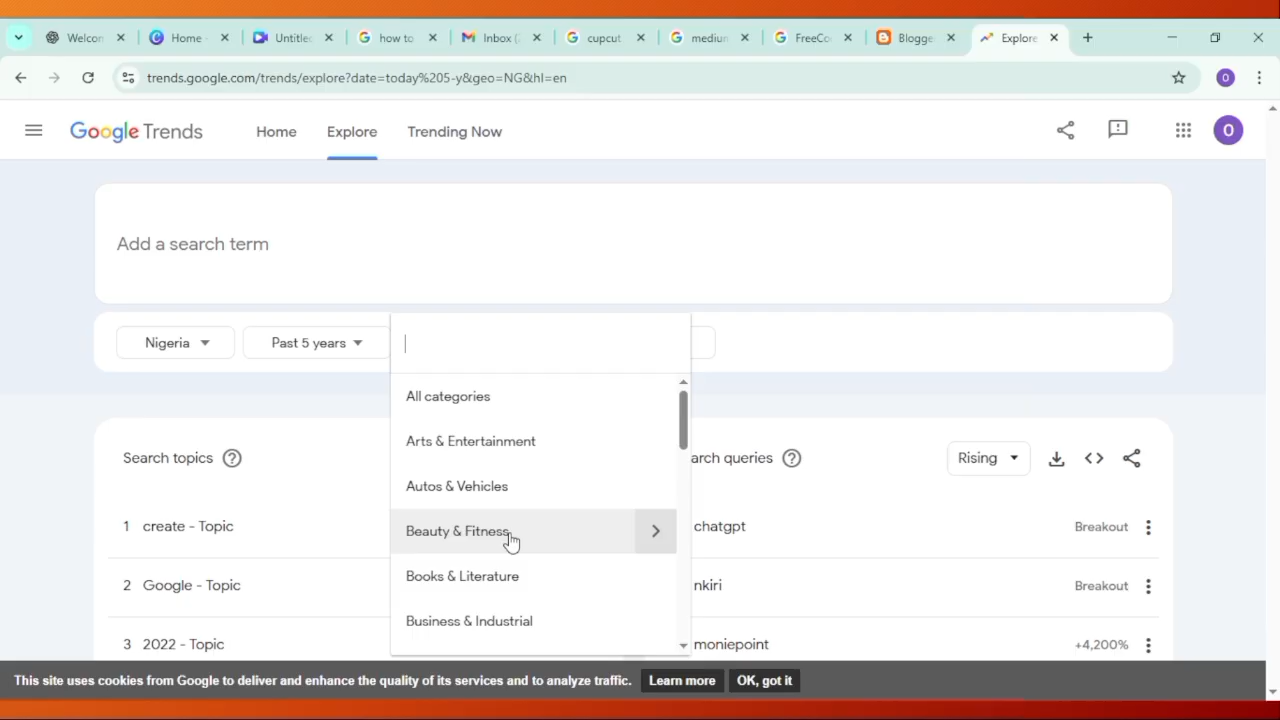 Welcon
Home
Untitle
how to
Inbox (
cupcut
mediun
FreeCo
Blogge
Explore
trends.google.com/trends/explore?date=today%205-y&geo=NG&hl=en
O
Google Trends
Home
Explore
Trending Now
O
Add a search term
Nigeria
Past 5 years
All categories
Arts & Entertainment
Autos & Vehicles
Beauty & Fitness
Books & Literature
Business & Industrial
Search topics
arch queries
Rising
1 create - Topic
chatgpt
Breakout
2 Google - Topic
nkiri
Breakout
3 2022 - Topic
moniepoint
+4,200%
This site uses cookies from Google to deliver and enhance the quality of its services and to analyze traffic.
Learn more
OK, got it